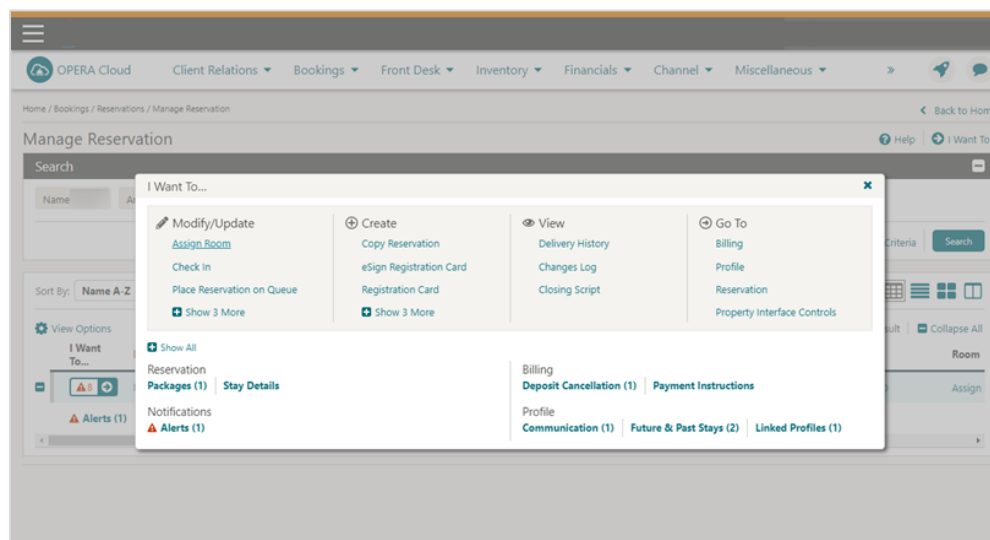 OPERA Cloud Client Relations Bookings Front Desk Inventory Financials Channel Miscellaneous »
Home / Bookings / Reservations / Manage Reservation Back to Hom
Manage Reservation Help I Want To
Search
I Want To...
Name
Modify/Update
Assign Room
Check In
Place Reservation on Queue
Show 3 More
Create
Copy Reservation
eSign Registration Card
Registration Card
Show 3 More
View
Delivery History
Changes Log
Closing Script
Go To
Billing
Profile
Reservation
Property Interface Controls
Criteria Search
Sort By: Name A-Z
View Options
Collapse All
I Want
To...
Room
8
Assign
Alerts (1)
Show All
Reservation
Packages (1) Stay Details
Notifications
Alerts (1)
Billing
Deposit Cancellation (1) Payment Instructions
Profile
Communication (1) Future & Past Stays (2) Linked Profiles (1)